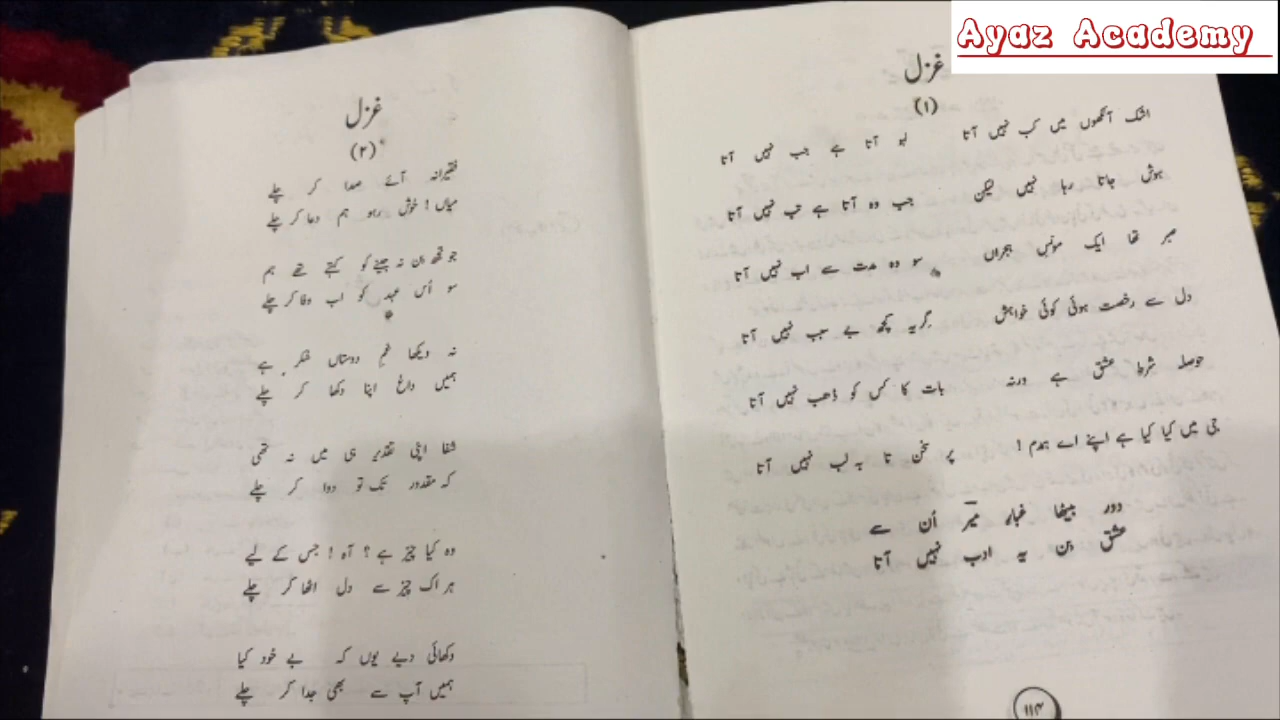 Ayaz Academy
غزل
(۱)
اشک آنکھوں میں کب نہیں آتا لہو آتا ہے جب نہیں آتا
ہوش جاتا رہا نہیں لیکن جب وہ آتا ہے تب نہیں آتا
صبر تھا ایک مونسِ ہجراں سو وہ مدت سے اب نہیں آتا
دل سے رخصت ہوئی کوئی خواہش گریہ کچھ بے سبب نہیں آتا
حوصلہ شرطِ عشق ہے ورنہ بات کا کس کو ڈھب نہیں آتا
جی میں کیا کیا ہے اپنے اے ہمدم! پر سخن تا بہ لب نہیں آتا
دور بیٹھا غبارِ میرؔ اُن سے
عشق بن یہ ادب نہیں آتا
۱۱۴
غزل
(۲)
فقیرانہ آئے صدا کر چلے
میاں! خوش رہو ہم دعا کر چلے
جو تجھ بن نہ جینے کو کہتے تھے ہم
سو اُس عہد کو اب وفا کر چلے
نہ دیکھا غمِ دوستاں شکر ہے
ہمیں داغ اپنا دکھا کر چلے
شفا اپنی تقدیر ہی میں نہ تھی
کہ مقدور تک تو دوا کر چلے
وہ کیا چیز ہے؟ آہ! جس کے لیے
ہر اک چیز سے دل اٹھا کر چلے
دکھائی دیے یوں کہ بے خود کیا
ہمیں آپ سے بھی جدا کر چلے